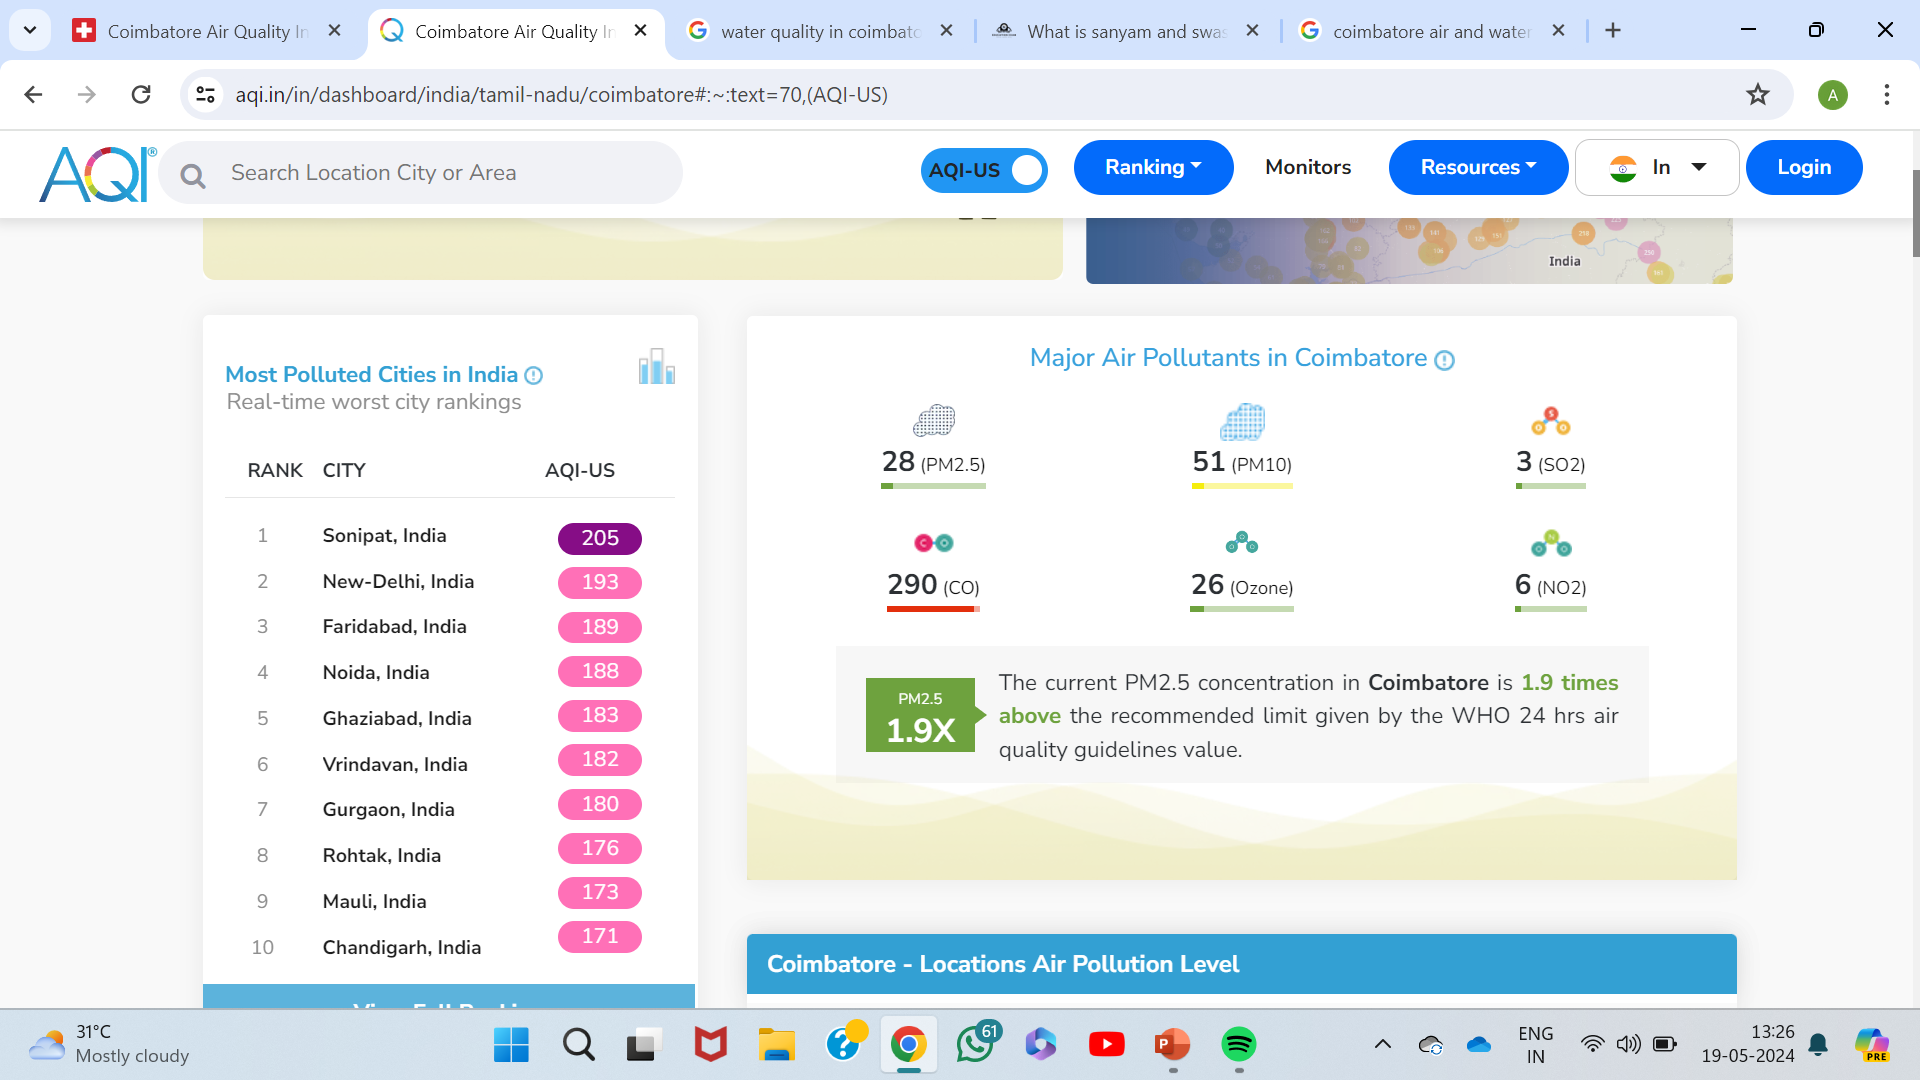 Coimbatore Air Quality In
Coimbatore Air Quality In
water quality in coimbato
What is sanyam and swas
coimbatore air and water
aqi.in/in/dashboard/india/tamil-nadu/coimbatore#:~:text=70,(AQI-US)
A
AQI®
Search Location City or Area
AQI-US
Ranking
Monitors
Resources
In
Login
India
Most Polluted Cities in India
Real-time worst city rankings
RANK CITY AQI-US
1 Sonipat, India 205
2 New-Delhi, India 193
3 Faridabad, India 189
4 Noida, India 188
5 Ghaziabad, India 183
6 Vrindavan, India 182
7 Gurgaon, India 180
8 Rohtak, India 176
9 Mauli, India 173
10 Chandigarh, India 171
Major Air Pollutants in Coimbatore
28 (PM2.5) 51 (PM10) 3 (SO2)
290 (CO) 26 (Ozone) 6 (NO2)
PM2.5
1.9X
The current PM2.5 concentration in Coimbatore is 1.9 times
above the recommended limit given by the WHO 24 hrs air
quality guidelines value.
Coimbatore - Locations Air Pollution Level
31°C
Mostly cloudy
61
ENG
IN
13:26
19-05-2024
PRE